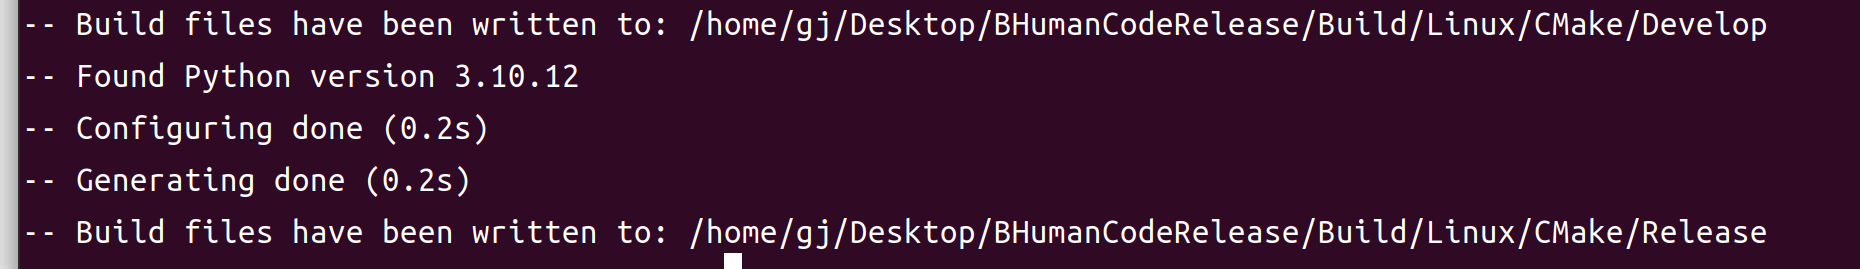 -- Build files have been written to: /home/gj/Desktop/BHumanCodeRelease/Build/Linux/CMake/Develop
-- Found Python version 3.10.12
-- Configuring done (0.2s)
-- Generating done (0.2s)
-- Build files have been written to: /home/gj/Desktop/BHumanCodeRelease/Build/Linux/CMake/Release